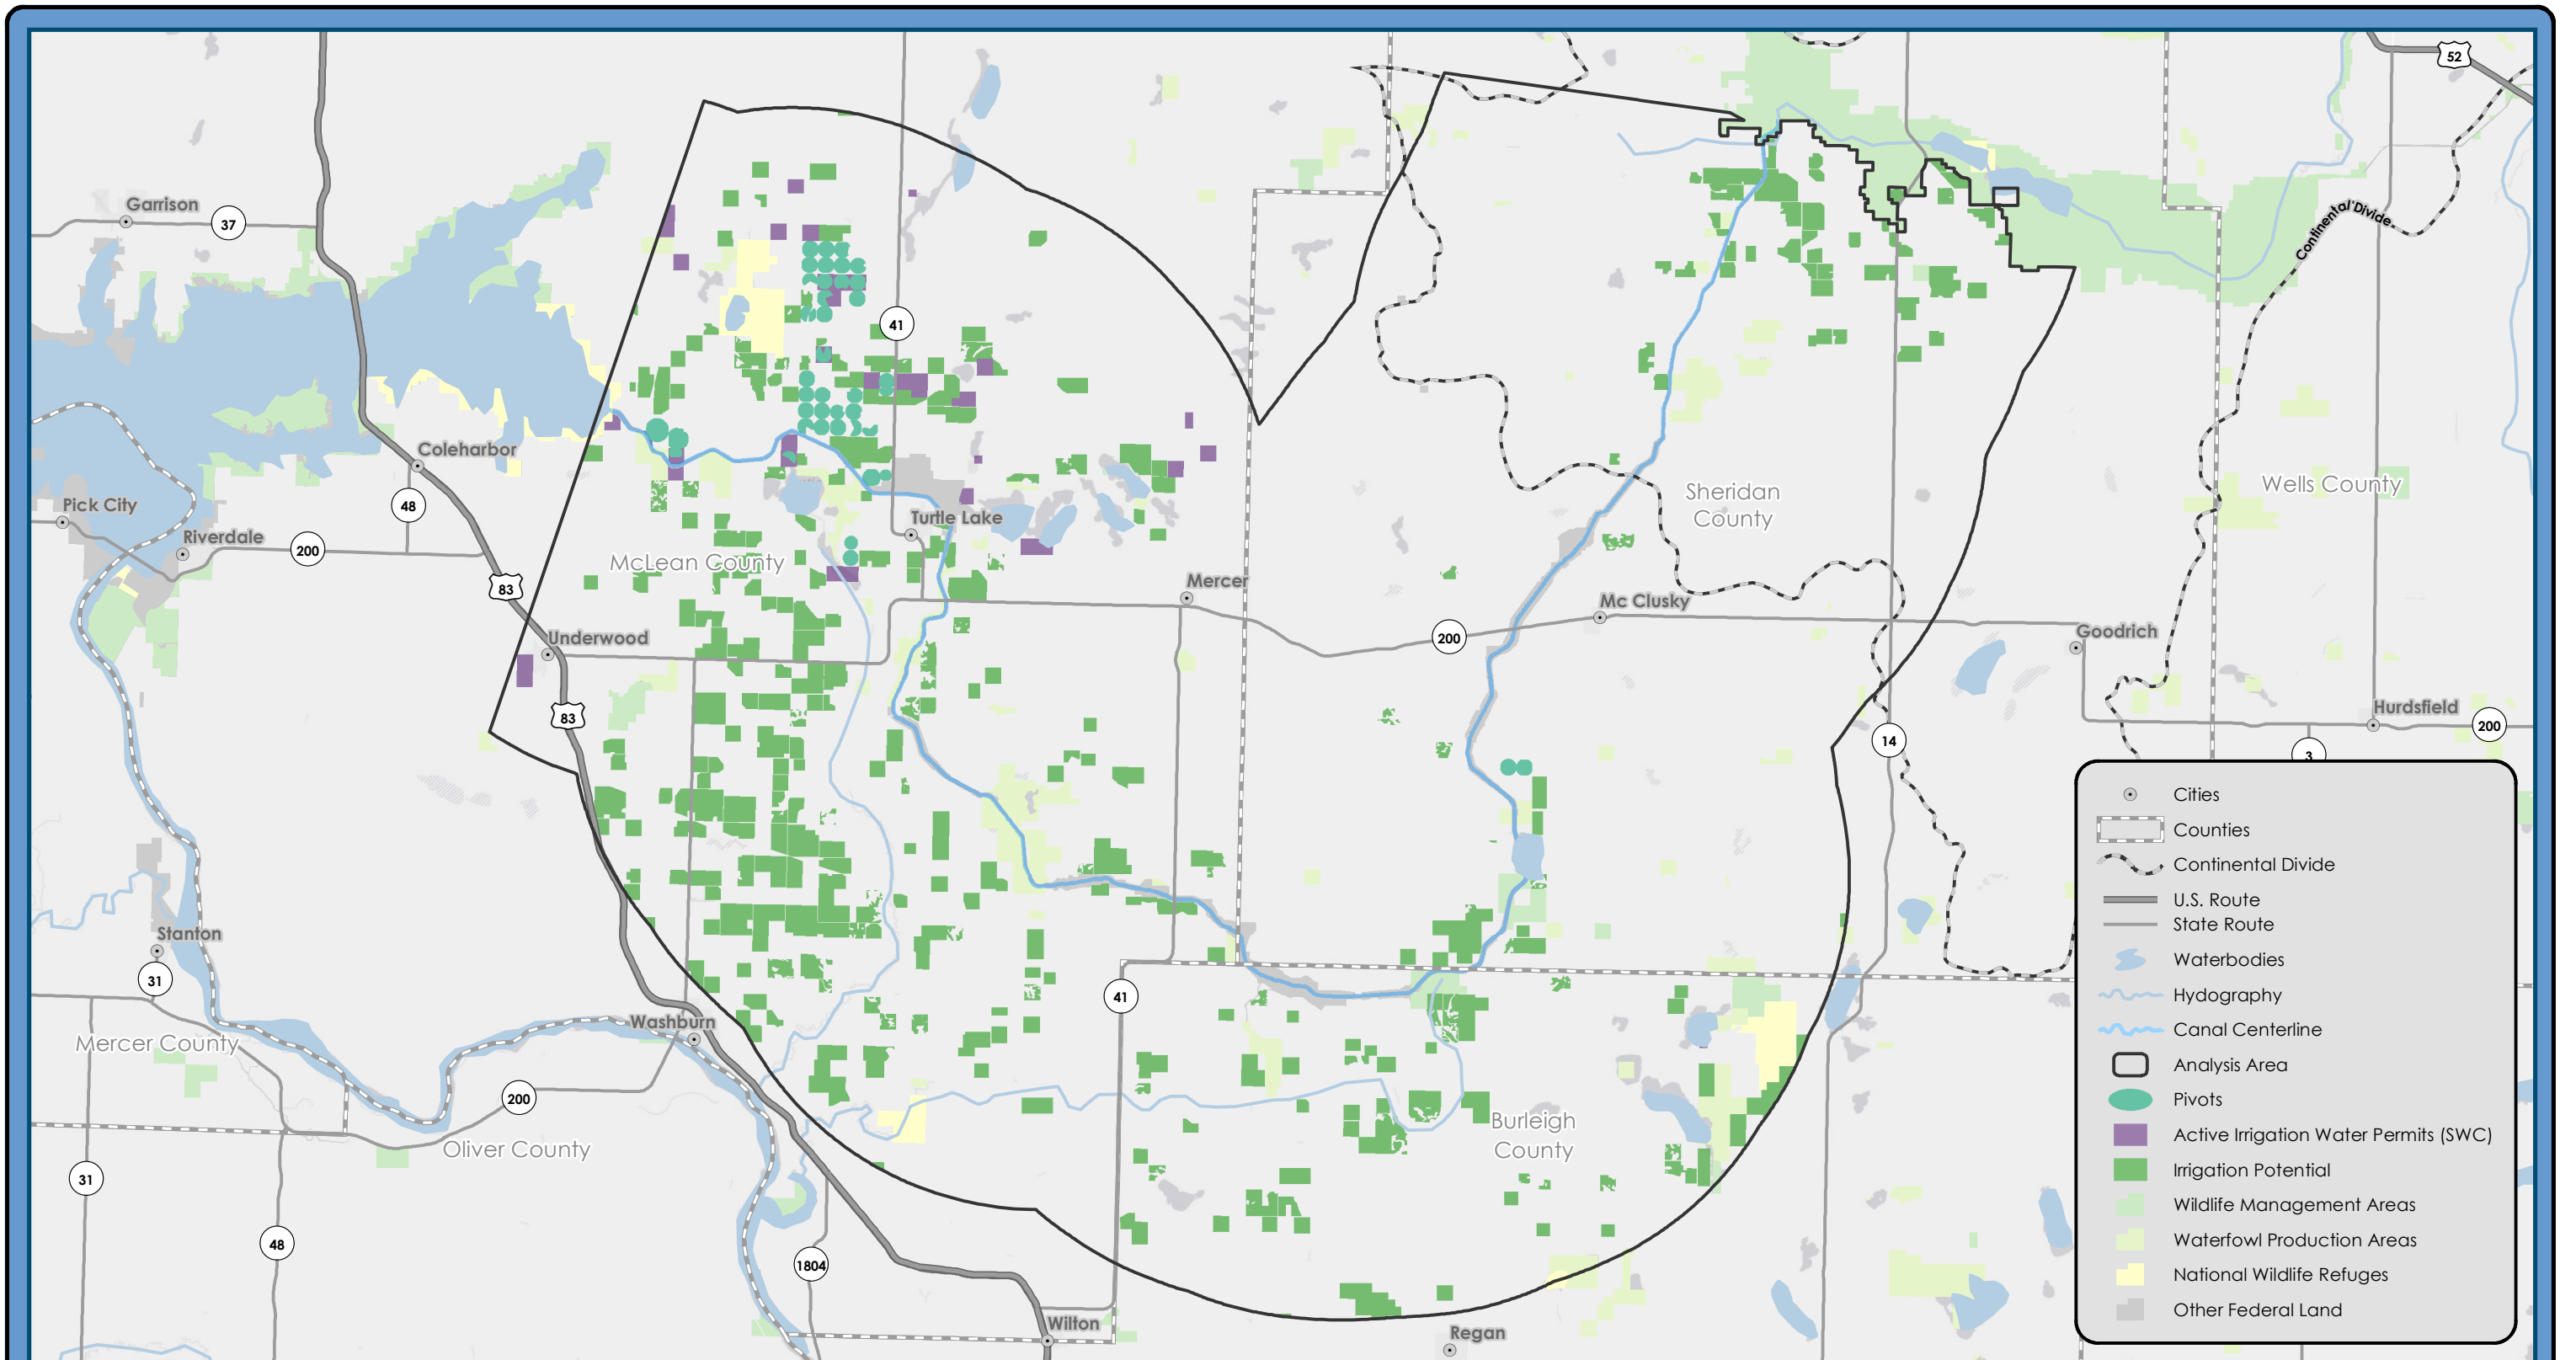 52
Garrison
37
Continental Divide
41
Coleharbor
Pick City
48
Riverdale
200
Turtle Lake
Sheridan
County
Wells County
McLean County
83
Mercer
Mc Clusky
200
Underwood
Goodrich
83
14
Hurdsfield
200
3
Cities
Counties
Continental Divide
U.S. Route
State Route
Waterbodies
Hydography
Canal Centerline
Analysis Area
Pivots
Active Irrigation Water Permits (SWC)
Irrigation Potential
Wildlife Management Areas
Waterfowl Production Areas
National Wildlife Refuges
Other Federal Land
Stanton
31
41
Washburn
Mercer County
200
Oliver County
Burleigh
County
31
48
1804
Wilton
Regan